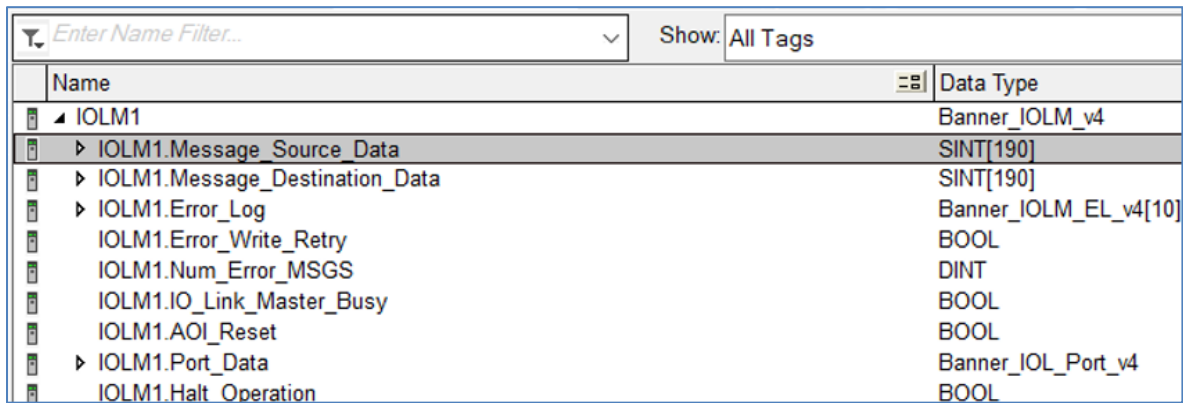 Enter Name Filter... Show: All Tags
Name Data Type
IOLM1 Banner_IOLM_v4
IOLM1.Message_Source_Data SINT[190]
IOLM1.Message_Destination_Data SINT[190]
IOLM1.Error_Log Banner_IOLM_EL_v4[10]
IOLM1.Error_Write_Retry BOOL
IOLM1.Num_Error_MSGS DINT
IOLM1.IO_Link_Master_Busy BOOL
IOLM1.AOI_Reset BOOL
IOLM1.Port_Data Banner_IOL_Port_v4
IOLM1.Halt_Operation BOOL